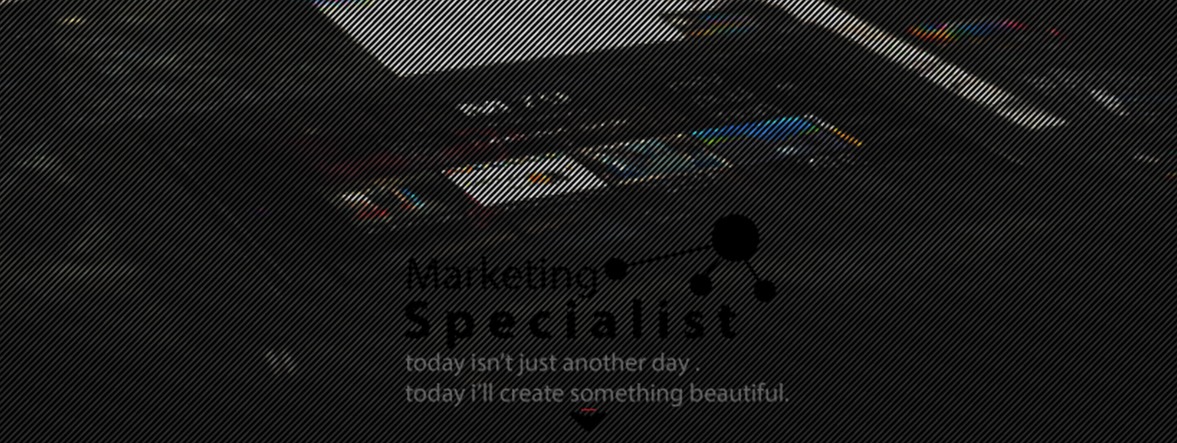 Marketing
Specialist
today isn't just another day .
today i'll create something beautiful.